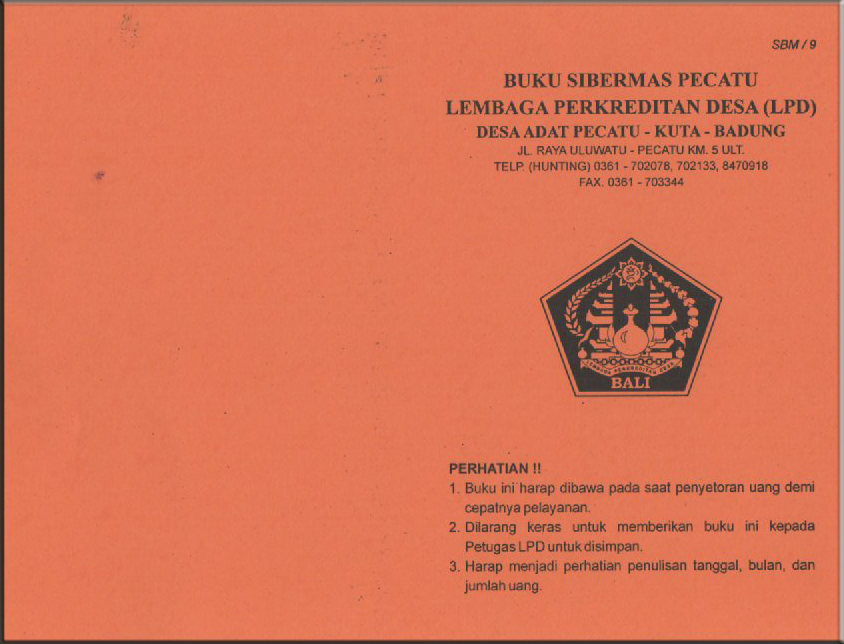 SBM / 9
BUKU SIBERMAS PECATU
LEMBAGA PERKREDITAN DESA (LPD)
DESA ADAT PECATU - KUTA - BADUNG
JL. RAYA ULUWATU - PECATU KM. 5 ULT.
TELP. (HUNTING) 0361 - 702078, 702133, 8470918
FAX. 0361 - 703344
LEMBAGA PERKREDITAN DESA
BALI
PERHATIAN !!
1. Buku ini harap dibawa pada saat penyetoran uang demi
cepatnya pelayanan.
2. Dilarang keras untuk memberikan buku ini kepada
Petugas LPD untuk disimpan.
3. Harap menjadi perhatian penulisan tanggal, bulan, dan
jumlah uang.